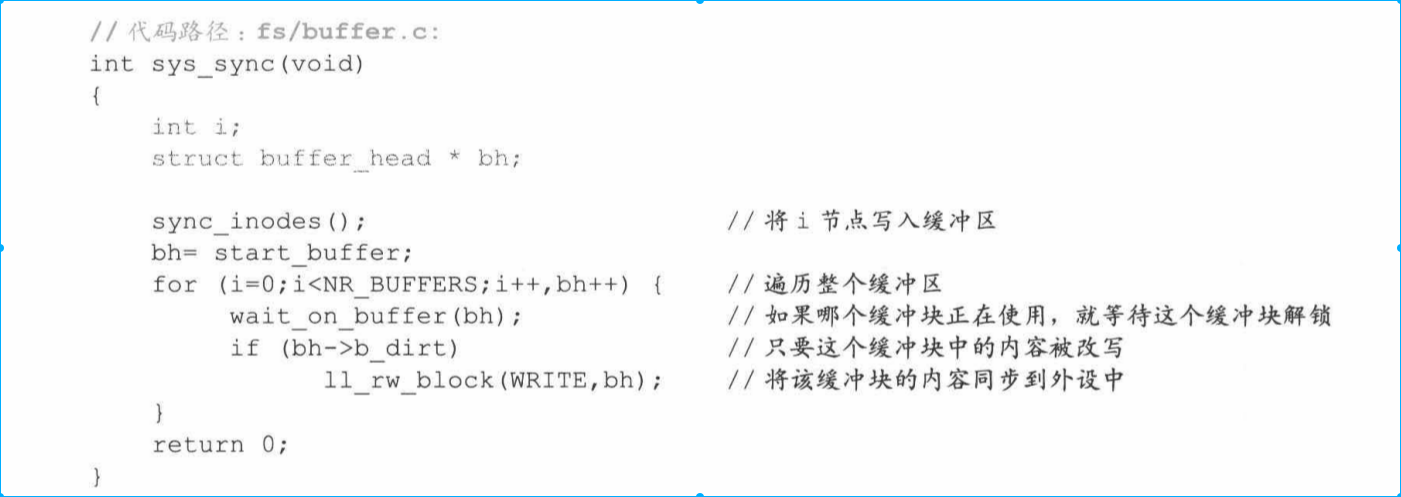 // 代码路径：fs/buffer.c:
int sys_sync(void)
{
    int i;
    struct buffer_head * bh;
    sync_inodes();    // 将 i 节点写入缓冲区
    bh= start_buffer;
    for (i=0;i<NR_BUFFERS;i++,bh++) {    // 遍历整个缓冲区
        wait_on_buffer(bh);    // 如果哪个缓冲块正在使用，就等待这个缓冲块解锁
        if (bh->b_dirt)    // 只要这个缓冲块中的内容被改写
            ll_rw_block(WRITE,bh);    // 将该缓冲块的内容同步到外设中
    }
    return 0;
}